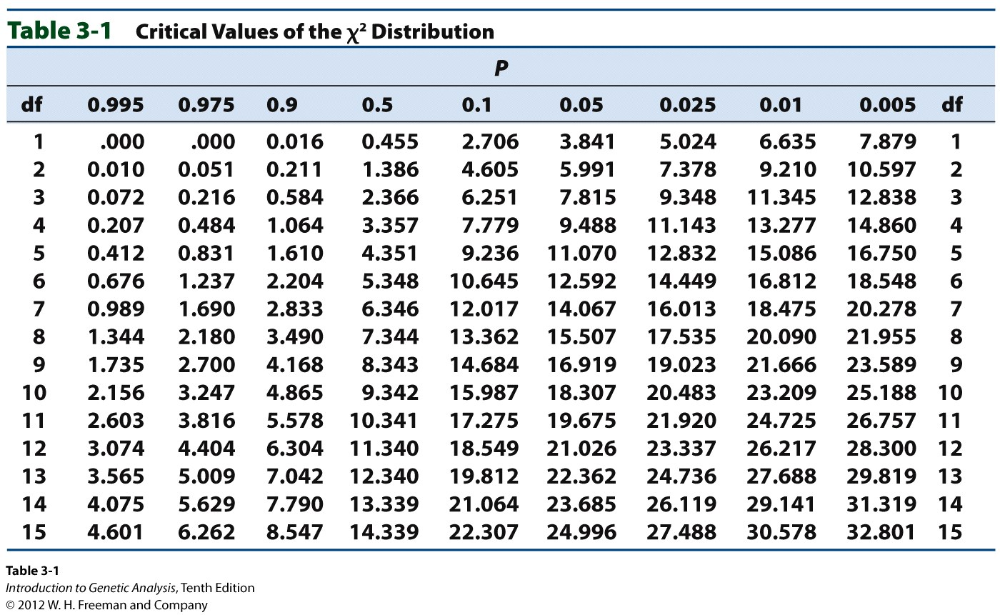 Table 3-1 Critical Values of the χ² Distribution
P
df 0.995 0.975 0.9 0.5 0.1 0.05 0.025 0.01 0.005 df
1 .000 .000 0.016 0.455 2.706 3.841 5.024 6.635 7.879 1
2 0.010 0.051 0.211 1.386 4.605 5.991 7.378 9.210 10.597 2
3 0.072 0.216 0.584 2.366 6.251 7.815 9.348 11.345 12.838 3
4 0.207 0.484 1.064 3.357 7.779 9.488 11.143 13.277 14.860 4
5 0.412 0.831 1.610 4.351 9.236 11.070 12.832 15.086 16.750 5
6 0.676 1.237 2.204 5.348 10.645 12.592 14.449 16.812 18.548 6
7 0.989 1.690 2.833 6.346 12.017 14.067 16.013 18.475 20.278 7
8 1.344 2.180 3.490 7.344 13.362 15.507 17.535 20.090 21.955 8
9 1.735 2.700 4.168 8.343 14.684 16.919 19.023 21.666 23.589 9
10 2.156 3.247 4.865 9.342 15.987 18.307 20.483 23.209 25.188 10
11 2.603 3.816 5.578 10.341 17.275 19.675 21.920 24.725 26.757 11
12 3.074 4.404 6.304 11.340 18.549 21.026 23.337 26.217 28.300 12
13 3.565 5.009 7.042 12.340 19.812 22.362 24.736 27.688 29.819 13
14 4.075 5.629 7.790 13.339 21.064 23.685 26.119 29.141 31.319 14
15 4.601 6.262 8.547 14.339 22.307 24.996 27.488 30.578 32.801 15
Table 3-1
Introduction to Genetic Analysis, Tenth Edition
© 2012 W. H. Freeman and Company